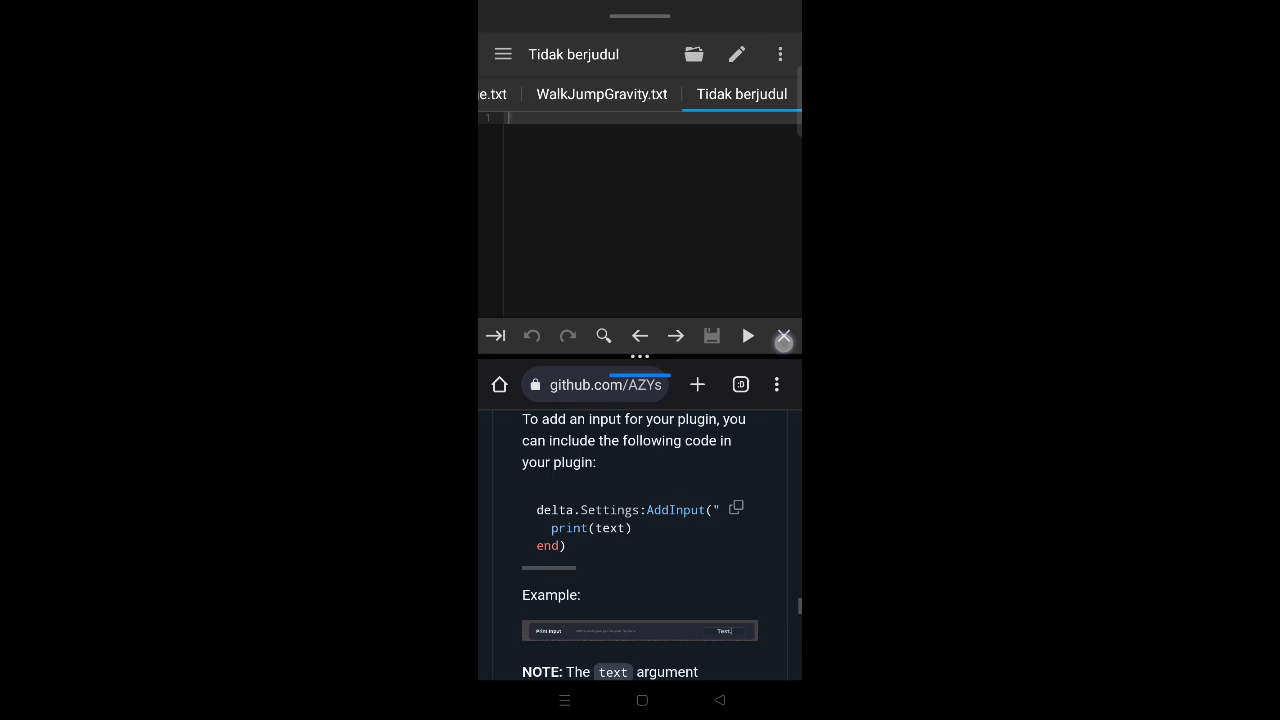 Tidak berjudul
e.txt WalkJumpGravity.txt Tidak berjudul
1
github.com/AZYs :D
To add an input for your plugin, you
can include the following code in
your plugin:
delta.Settings:AddInput("
print(text)
end)
Example:
Print Input Test
NOTE: The text argument